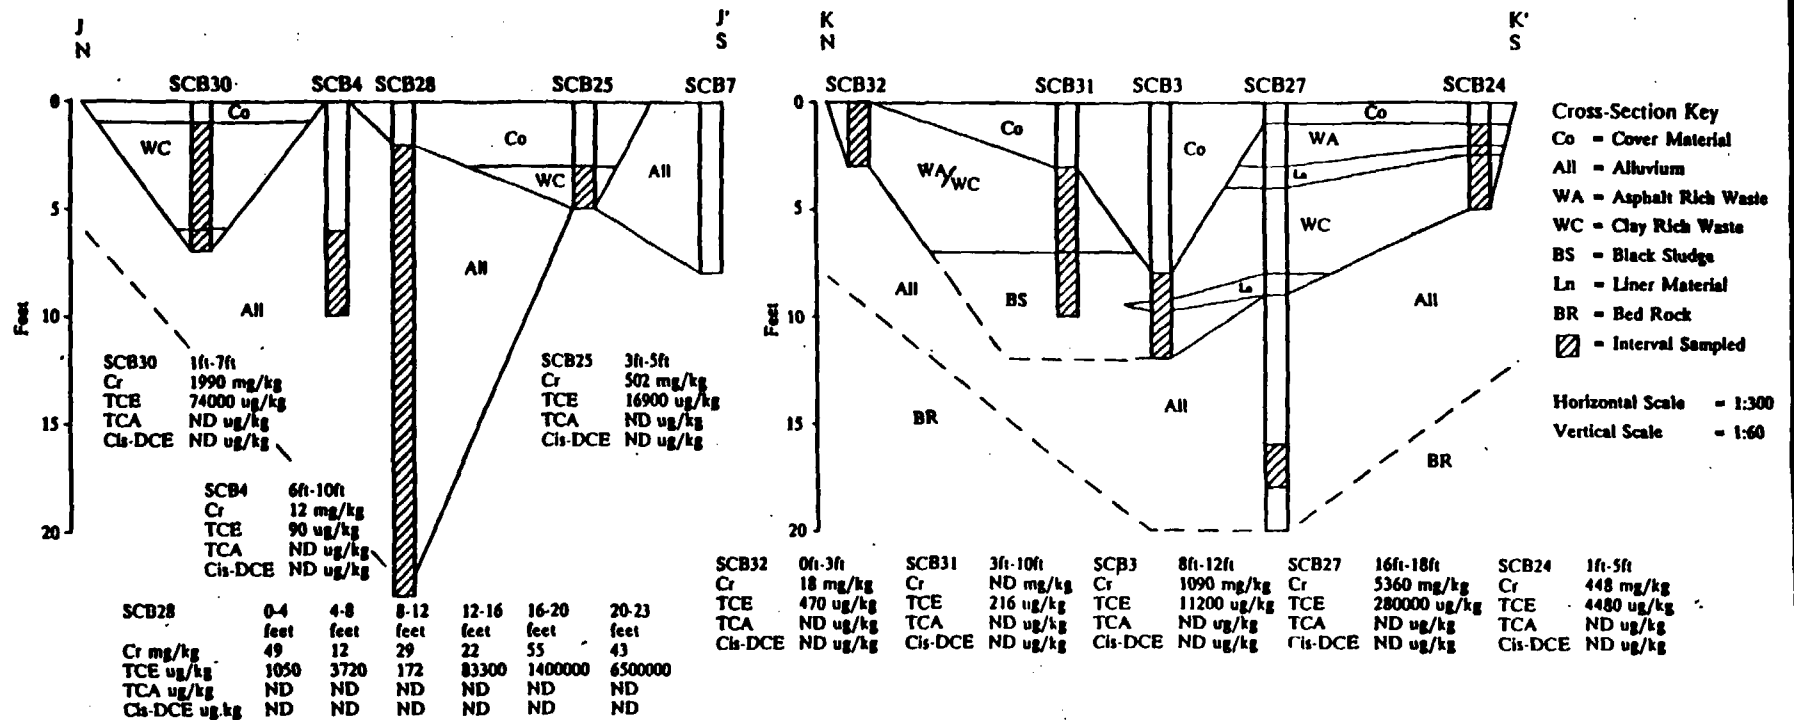 J
N
J'
S
K
N
K'
S
SCB30 SCB4 SCB28 SCB25 SCB7
SCB32 SCB31 SCB3 SCB27 SCB24
0
5
10
15
20
Feet
Co
WC
All
Co
WC
All
All
SCB30 1ft-7ft
Cr 1990 mg/kg
TCE 74000 ug/kg
TCA ND ug/kg
Cis-DCE ND ug/kg
SCB25 3ft-5ft
Cr 502 mg/kg
TCE 16900 ug/kg
TCA ND ug/kg
Cis-DCE ND ug/kg
SCB4 6ft-10ft
Cr 12 mg/kg
TCE 90 ug/kg
TCA ND ug/kg
Cis-DCE ND ug/kg
SCB28 0-4 4-8 8-12 12-16 16-20 20-23
feet feet feet feet feet feet
Cr mg/kg 49 12 29 22 55 43
TCE ug/kg 1050 3720 172 83300 1400000 6500000
TCA ug/kg ND ND ND ND ND ND
Cis-DCE ug.kg ND ND ND ND ND ND
0
5
10
15
20
Feet
Co
WA/WC
Co
Co
WA
Ln
WC
All
BS
Ln
All
All
BR
BR
SCB32 0ft-3ft
Cr 18 mg/kg
TCE 470 ug/kg
TCA ND ug/kg
Cis-DCE ND ug/kg
SCB31 3ft-10ft
Cr ND mg/kg
TCE 216 ug/kg
TCA ND ug/kg
Cis-DCE ND ug/kg
SCB3 8ft-12ft
Cr 1090 mg/kg
TCE 11200 ug/kg
TCA ND ug/kg
Cis-DCE ND ug/kg
SCB27 16ft-18ft
Cr 5360 mg/kg
TCE 280000 ug/kg
TCA ND ug/kg
Cis-DCE ND ug/kg
SCB24 1ft-5ft
Cr 448 mg/kg
TCE 4480 ug/kg
TCA ND ug/kg
Cis-DCE ND ug/kg
Cross-Section Key
Co = Cover Material
All = Alluvium
WA = Asphalt Rich Waste
WC = Clay Rich Waste
BS = Black Sludge
Ln = Liner Material
BR = Bed Rock
= Interval Sampled
Horizontal Scale = 1:300
Vertical Scale = 1:60